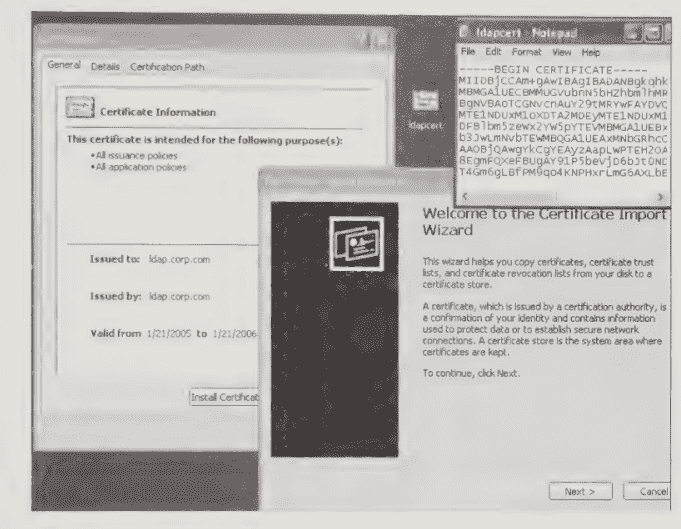 General Details Certification Path
Certificate Information
This certificate is intended for the following purpose(s):
•All issuance policies
•All application policies
Issued to: ldap.corp.com
Issued by: ldap.corp.com
Valid from 1/21/2005 to 1/21/2006
Install Certificat
ldapcert
ldapcert - Notepad
File Edit Format View Help
-----BEGIN CERTIFICATE-----
Welcome to the Certificate Import
Wizard
This wizard helps you copy certificates, certificate trust
lists, and certificate revocation lists from your disk to a
certificate store.
A certificate, which is issued by a certification authority, is
a confirmation of your identity and contains information
used to protect data or to establish secure network
connections. A certificate store is the system area where
certificates are kept.
To continue, click Next.
Next >
Cancel